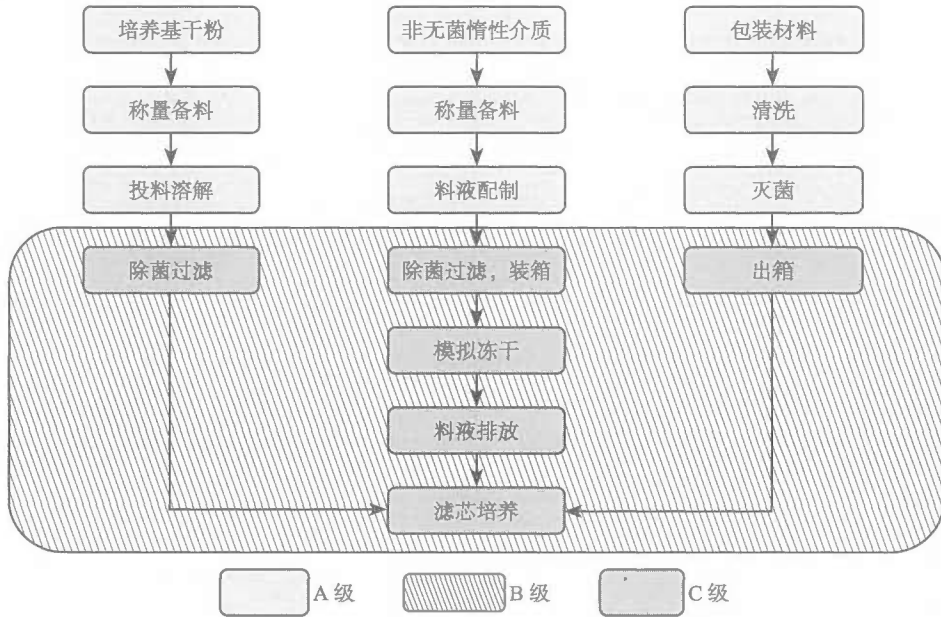 培养基干粉
非无菌惰性介质
包装材料
称量备料
称量备料
清洗
投料溶解
料液配制
灭菌
除菌过滤
除菌过滤，装箱
出箱
模拟冻干
料液排放
滤芯培养
A级
B级
C级